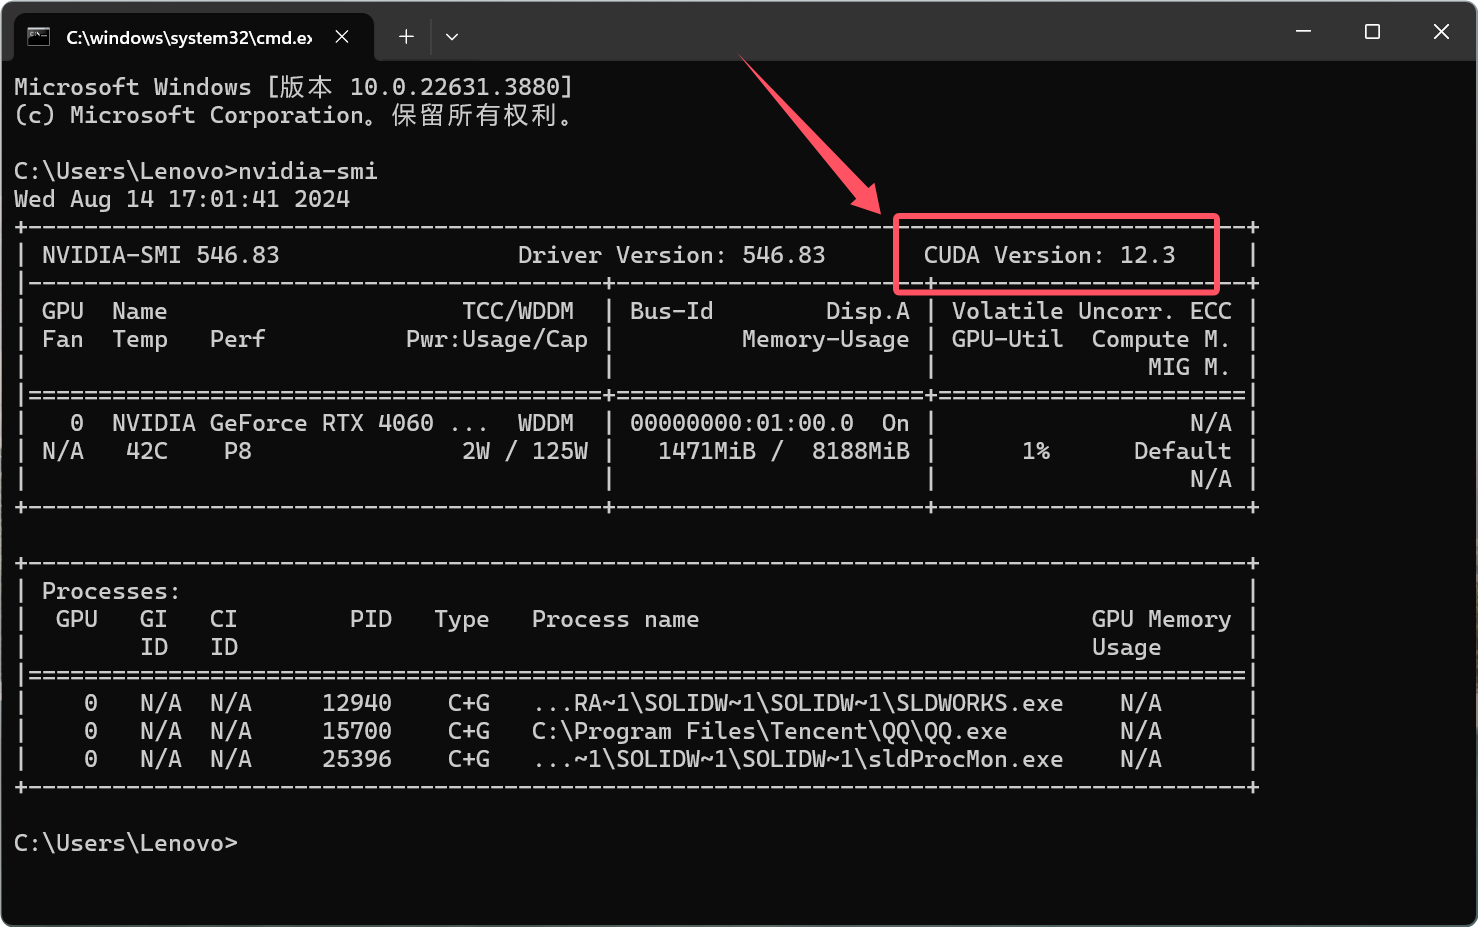 C:\windows\system32\cmd.ex
Microsoft Windows [版本 10.0.22631.3880]
(c) Microsoft Corporation。保留所有权利。
C:\Users\Lenovo>nvidia-smi
Wed Aug 14 17:01:41 2024
NVIDIA-SMI 546.83 Driver Version: 546.83 CUDA Version: 12.3
GPU Name TCC/WDDM | Bus-Id Disp.A | Volatile Uncorr. ECC
Fan Temp Perf Pwr:Usage/Cap | Memory-Usage | GPU-Util Compute M.
MIG M.
0 NVIDIA GeForce RTX 4060 ... WDDM | 00000000:01:00.0 On | N/A
N/A 42C P8 2W / 125W | 1471MiB / 8188MiB | 1% Default
N/A
Processes:
GPU GI CI PID Type Process name GPU Memory
ID ID Usage
0 N/A N/A 12940 C+G ...RA~1\SOLIDW~1\SOLIDW~1\SLDWORKS.exe N/A
0 N/A N/A 15700 C+G C:\Program Files\Tencent\QQ\QQ.exe N/A
0 N/A N/A 25396 C+G ...~1\SOLIDW~1\SOLIDW~1\sldProcMon.exe N/A
C:\Users\Lenovo>